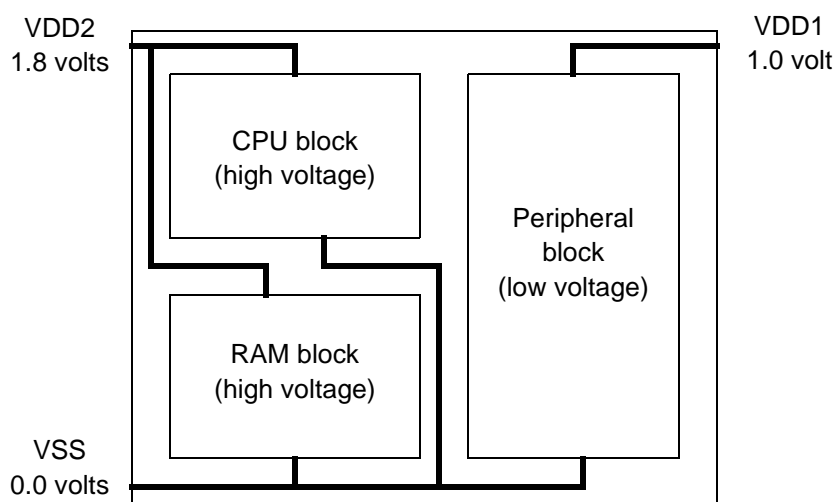 VDD2
1.8 volts
VDD1
1.0 volt
CPU block
(high voltage)
Peripheral
block
(low voltage)
RAM block
(high voltage)
VSS
0.0 volts